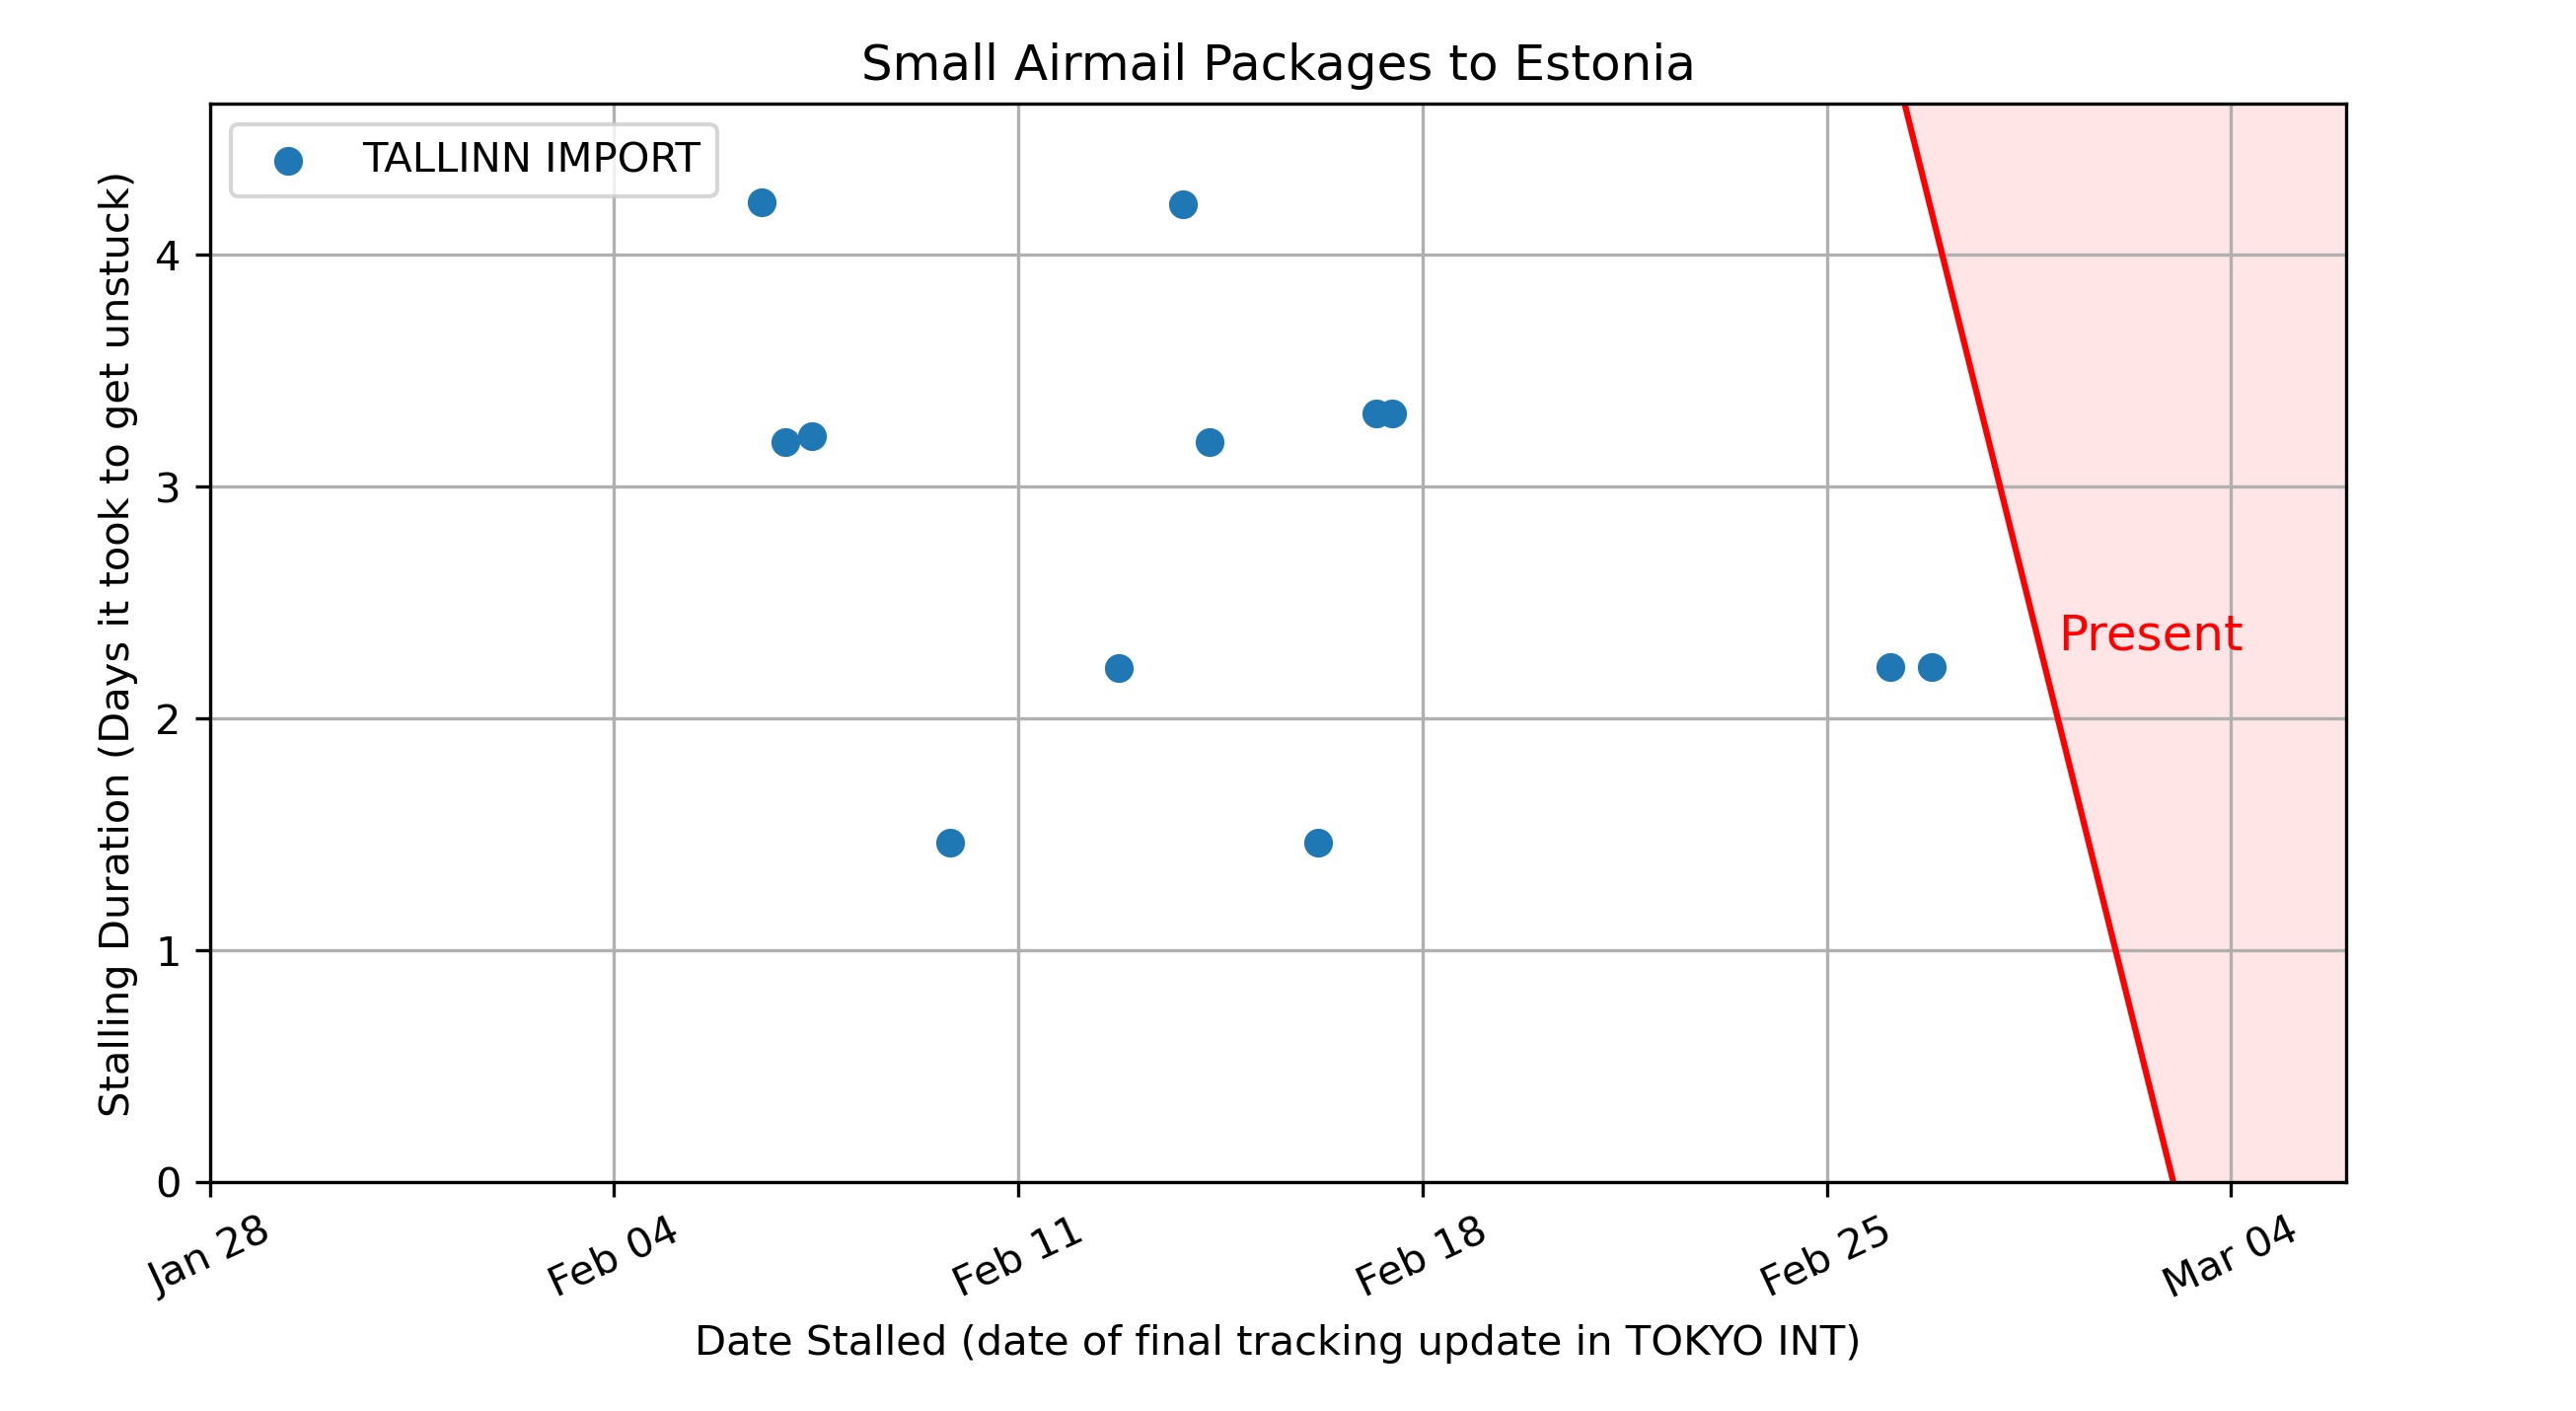 Small Airmail Packages to Estonia
TALLINN IMPORT
Stalling Duration (Days it took to get unstuck)
4
3
2
1
0
Present
Jan 28
Feb 04
Feb 11
Feb 18
Feb 25
Mar 04
Date Stalled (date of final tracking update in TOKYO INT)